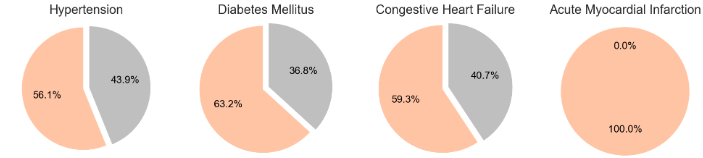 Hypertension
Diabetes Mellitus
Congestive Heart Failure
Acute Myocardial Infarction
56.1%
43.9%
63.2%
36.8%
59.3%
40.7%
0.0%
100.0%